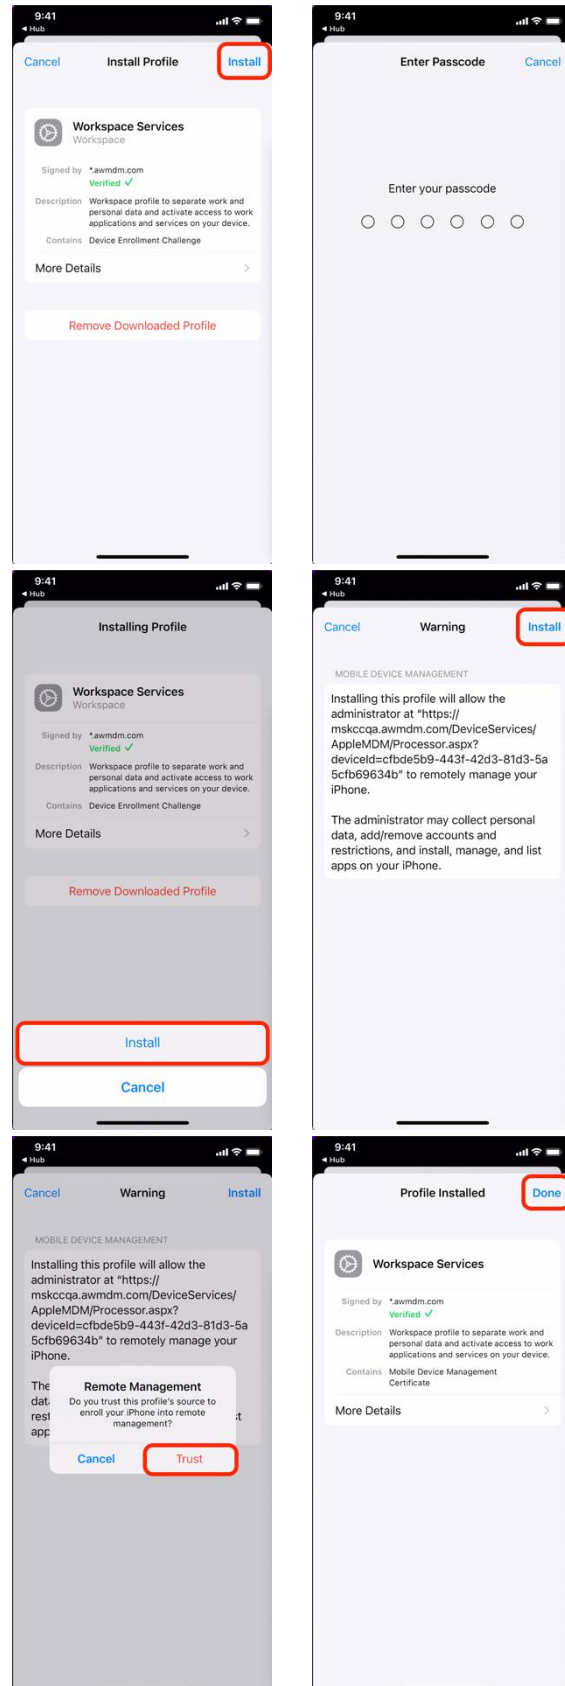 9:41
◀ Hub
Cancel
Install Profile
Install
Workspace Services
Workspace
Signed by *.awmdm.com
Verified ✓
Description Workspace profile to separate work and
personal data and activate access to work
applications and services on your device.
Contains Device Enrollment Challenge
More Details
Remove Downloaded Profile
9:41
◀ Hub
Enter Passcode
Cancel
Enter your passcode
9:41
◀ Hub
Installing Profile
Workspace Services
Workspace
Signed by *.awmdm.com
Verified ✓
Description Workspace profile to separate work and
personal data and activate access to work
applications and services on your device.
Contains Device Enrollment Challenge
More Details
Remove Downloaded Profile
Install
Cancel
9:41
◀ Hub
Cancel
Warning
Install
MOBILE DEVICE MANAGEMENT
Installing this profile will allow the
administrator at “https://
mskccqa.awmdm.com/DeviceServices/
AppleMDM/Processor.aspx?
deviceId=cfbde5b9-443f-42d3-81d3-5a
5cfb69634b” to remotely manage your
iPhone.
The administrator may collect personal
data, add/remove accounts and
restrictions, and install, manage, and list
apps on your iPhone.
9:41
◀ Hub
Cancel
Warning
Install
MOBILE DEVICE MANAGEMENT
Installing this profile will allow the
administrator at “https://
mskccqa.awmdm.com/DeviceServices/
AppleMDM/Processor.aspx?
deviceId=cfbde5b9-443f-42d3-81d3-5a
5cfb69634b” to remotely manage your
iPhone.
The
data
rest
st
app
Remote Management
Do you trust this profile's source to
enroll your iPhone into remote
management?
Cancel
Trust
9:41
◀ Hub
Profile Installed
Done
Workspace Services
Signed by *.awmdm.com
Verified ✓
Description Workspace profile to separate work and
personal data and activate access to work
applications and services on your device.
Contains Mobile Device Management
Certificate
More Details